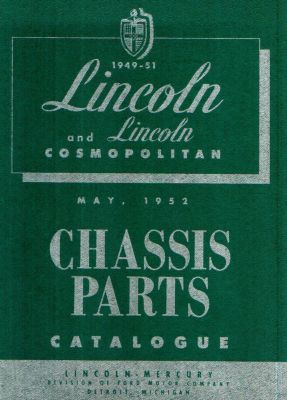 1949-51
Lincoln
and Lincoln
COSMOPOLITAN
MAY, 1952
CHASSIS
PARTS
CATALOGUE
LINCOLN-MERCURY
DIVISION OF FORD MOTOR COMPANY
DETROIT, MICHIGAN